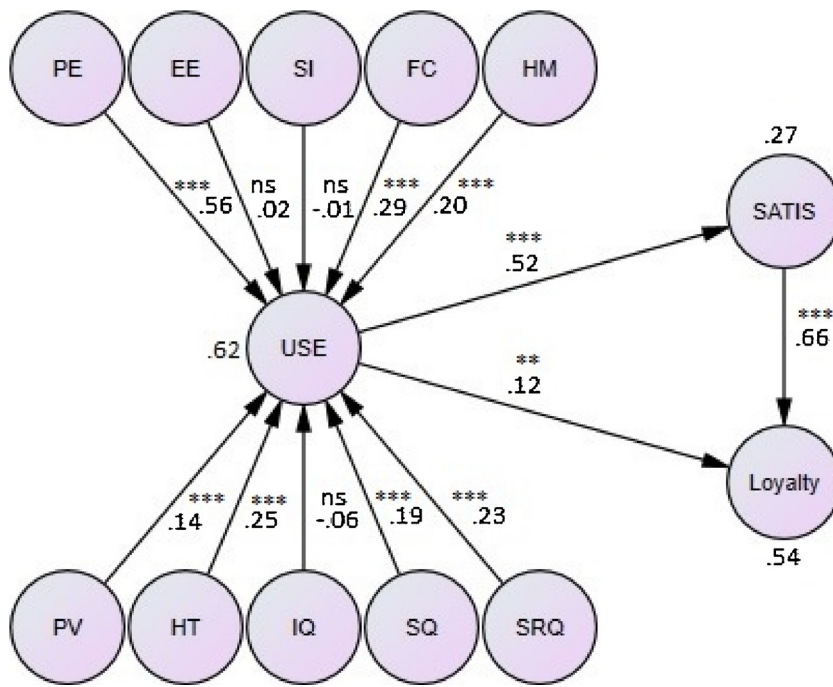 PE EE SI FC HM
.27
SATIS
*** ns ns *** ***
.56 .02 -.01 .29 .20
***
.52
***
.66
.62 USE
**
.12
Loyalty
.54
*** *** ns *** ***
.14 .25 -.06 .19 .23
PV HT IQ SQ SRQ